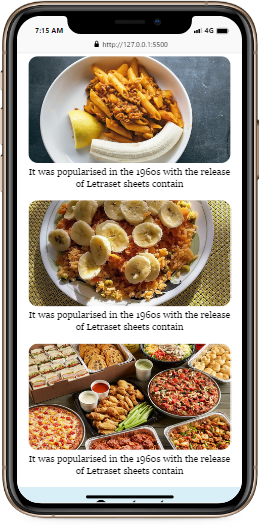 7:15 AM 4G
http://127.0.0.1:5500
It was popularised in the 1960s with the release
of Letraset sheets contain
It was popularised in the 1960s with the release
of Letraset sheets contain
It was popularised in the 1960s with the release
of Letraset sheets contain